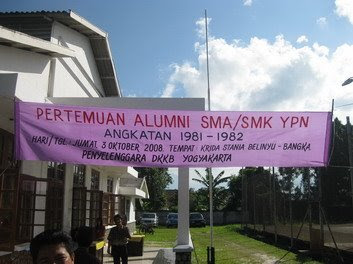 PERTEMUAN ALUMNI SMA/SMK YPN
ANGKATAN 1981 - 1982
HARI/TGL : JUMAT 3 OKTOBER 2008. TEMPAT : KRIDA STANIA BELINYU - BANGKA
PENYELENGGARA DKKB YOGYAKARTA